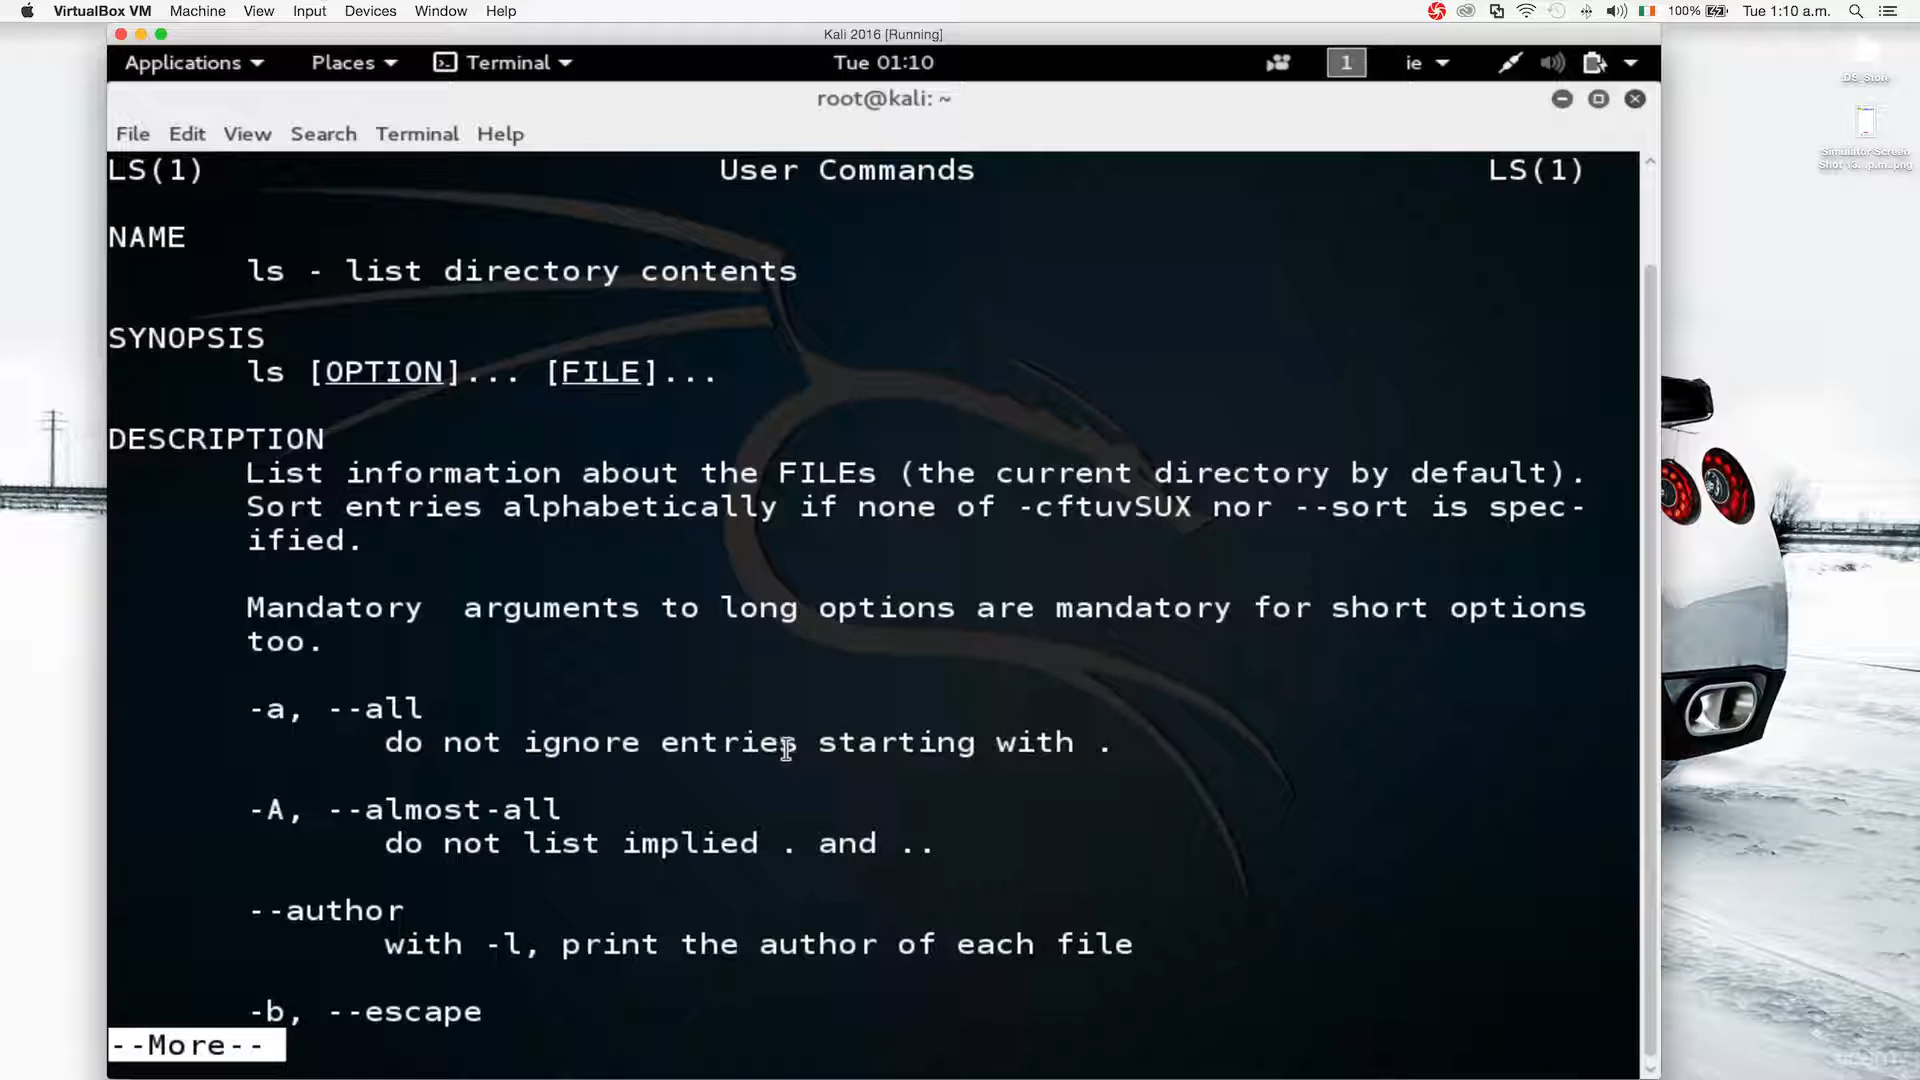 VirtualBox VM Machine View Input Devices Window Help 100% Tue 1:10 a.m.
Kali 2016 [Running]
Applications Places Terminal Tue 01:10 1 ie
root@kali: ~
File Edit View Search Terminal Help
LS(1) User Commands LS(1)
NAME
ls - list directory contents
SYNOPSIS
ls [OPTION]... [FILE]...
DESCRIPTION
List information about the FILEs (the current directory by default).
Sort entries alphabetically if none of -cftuvSUX nor --sort is spec-
ified.
Mandatory arguments to long options are mandatory for short options
too.
-a, --all
do not ignore entries starting with .
-A, --almost-all
do not list implied . and ..
--author
with -l, print the author of each file
-b, --escape
--More--
.DS_Store
Simulator Screen
Shot
udemy